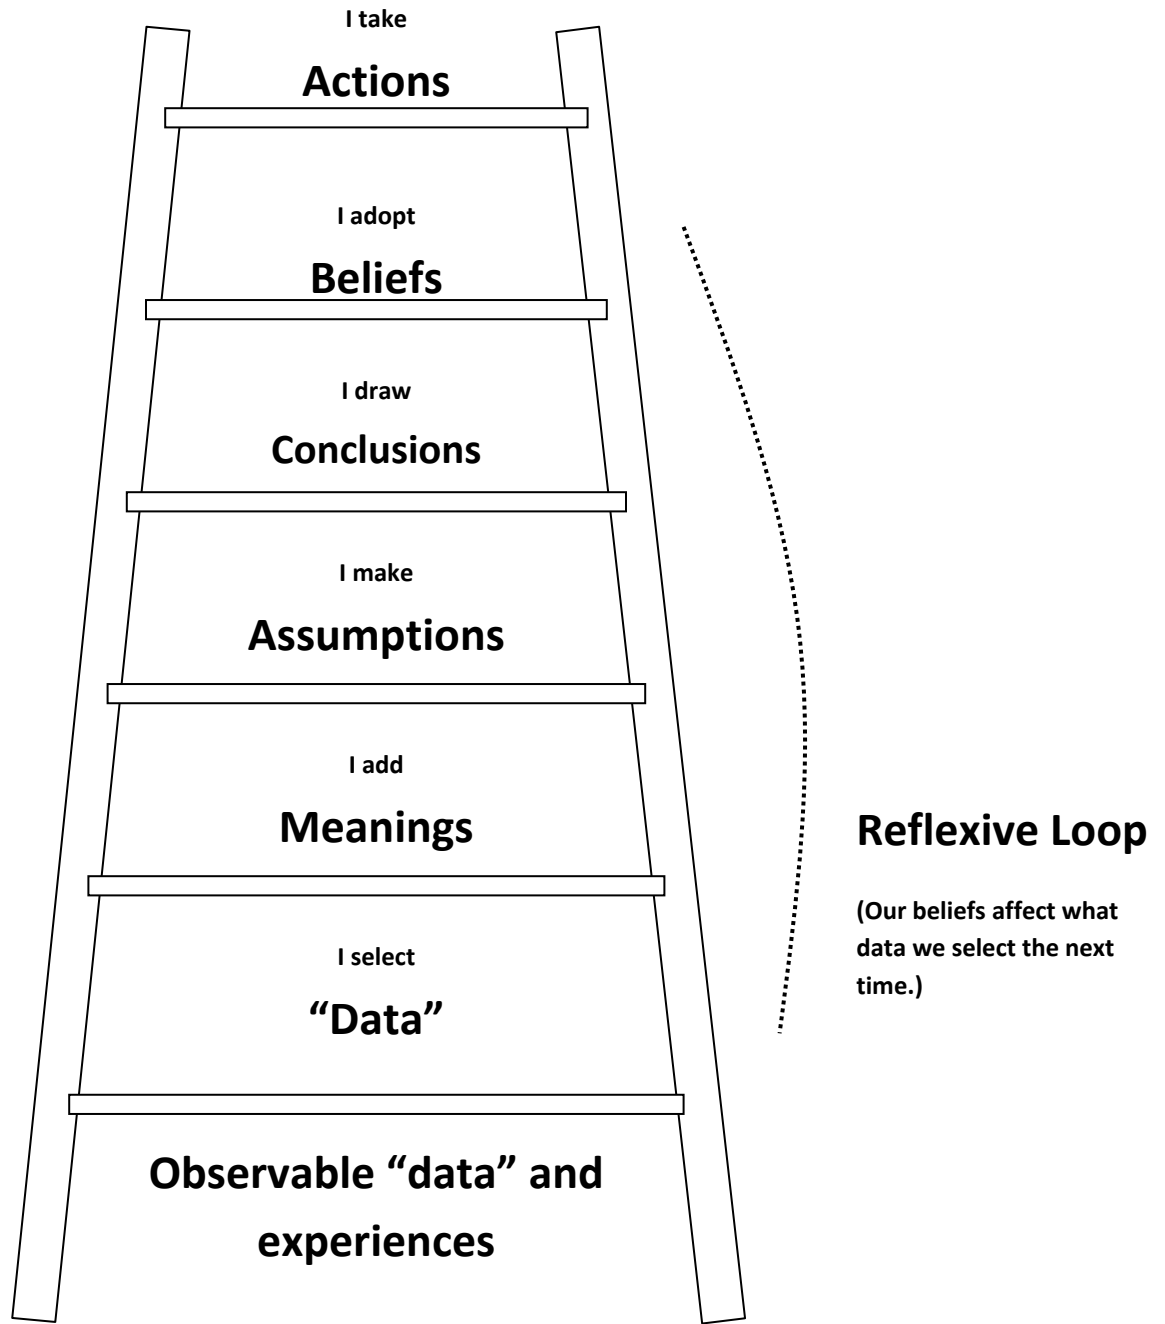 I take
Actions
I adopt
Beliefs
I draw
Conclusions
I make
Assumptions
I add
Meanings
I select
“Data”
Observable “data” and
experiences
Reflexive Loop
(Our beliefs affect what
data we select the next
time.)